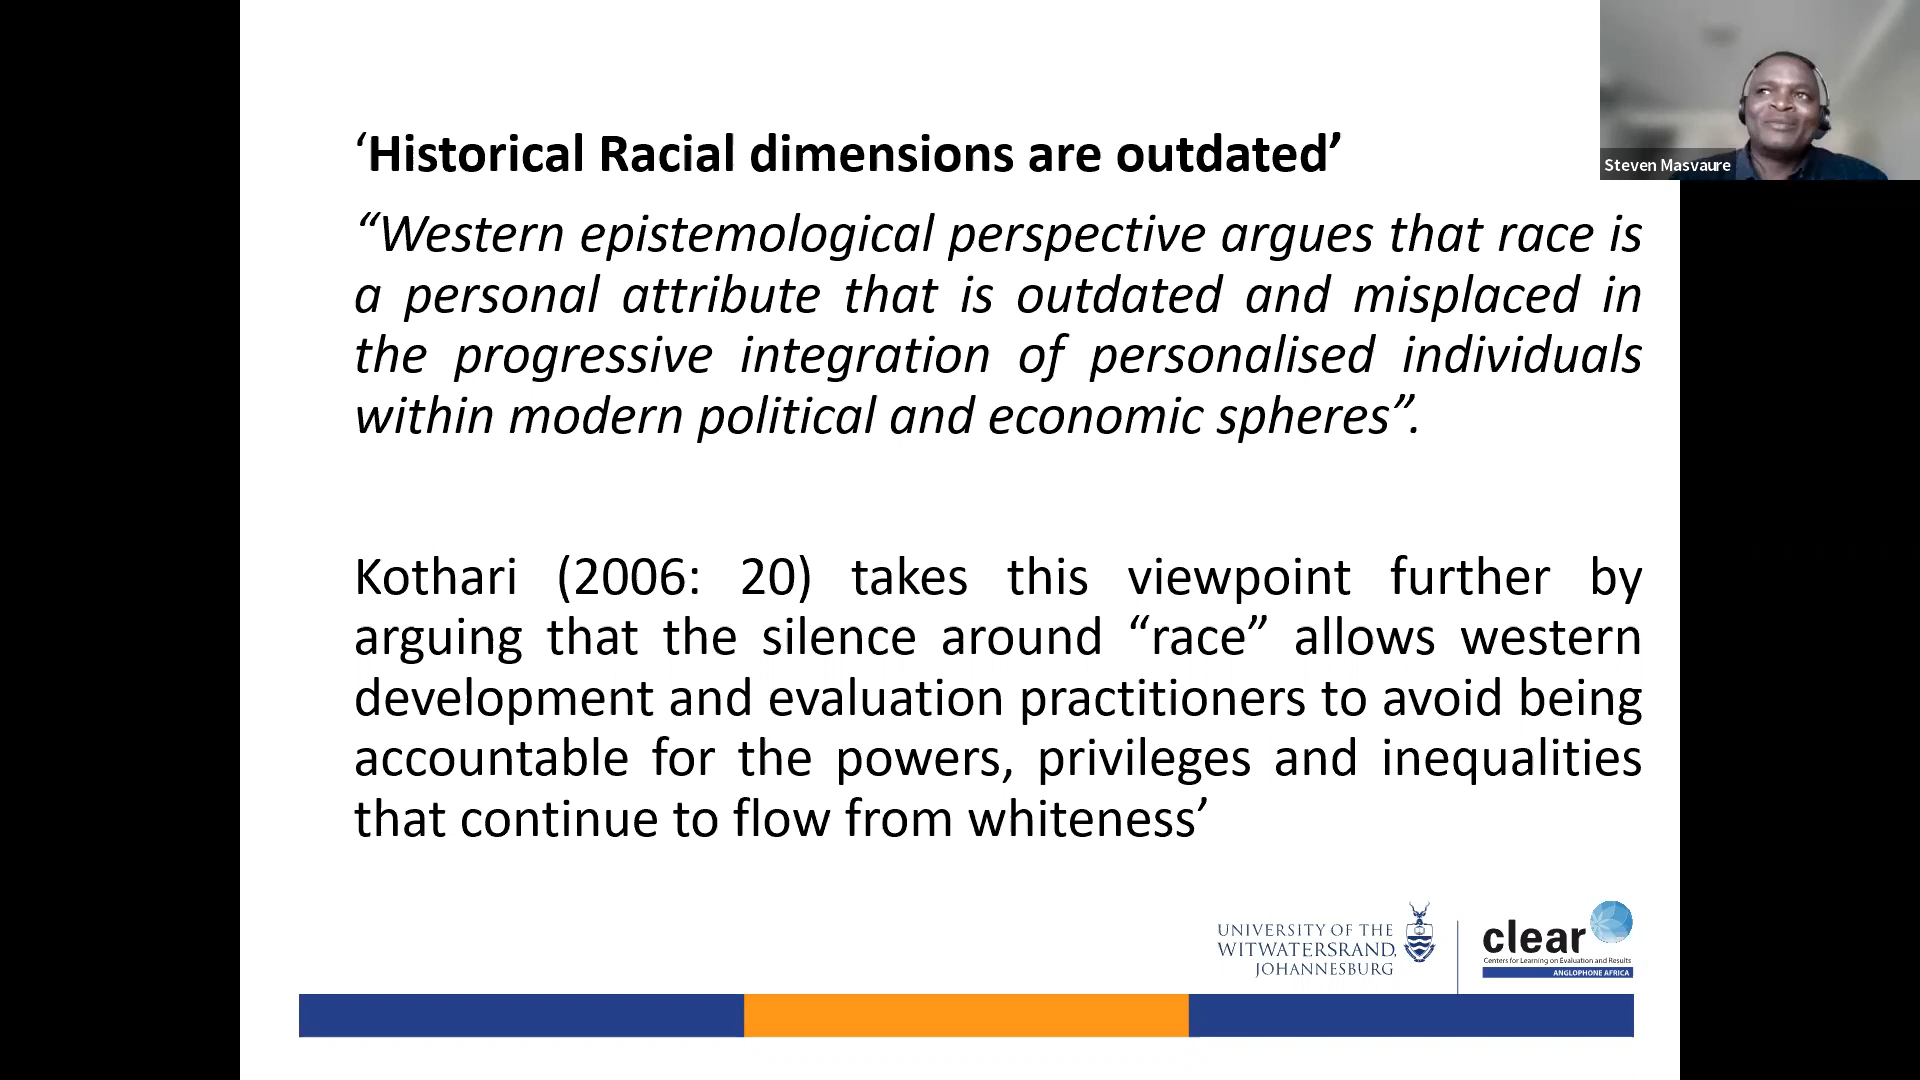 ‘Historical Racial dimensions are outdated’
“Western epistemological perspective argues that race is
a personal attribute that is outdated and misplaced in
the progressive integration of personalised individuals
within modern political and economic spheres”.
Kothari (2006: 20) takes this viewpoint further by
arguing that the silence around “race” allows western
development and evaluation practitioners to avoid being
accountable for the powers, privileges and inequalities
that continue to flow from whiteness’
Steven Masvaure
UNIVERSITY OF THE
WITWATERSRAND,
JOHANNESBURG
clear
Centers for Learning on Evaluation and Results
ANGLOPHONE AFRICA